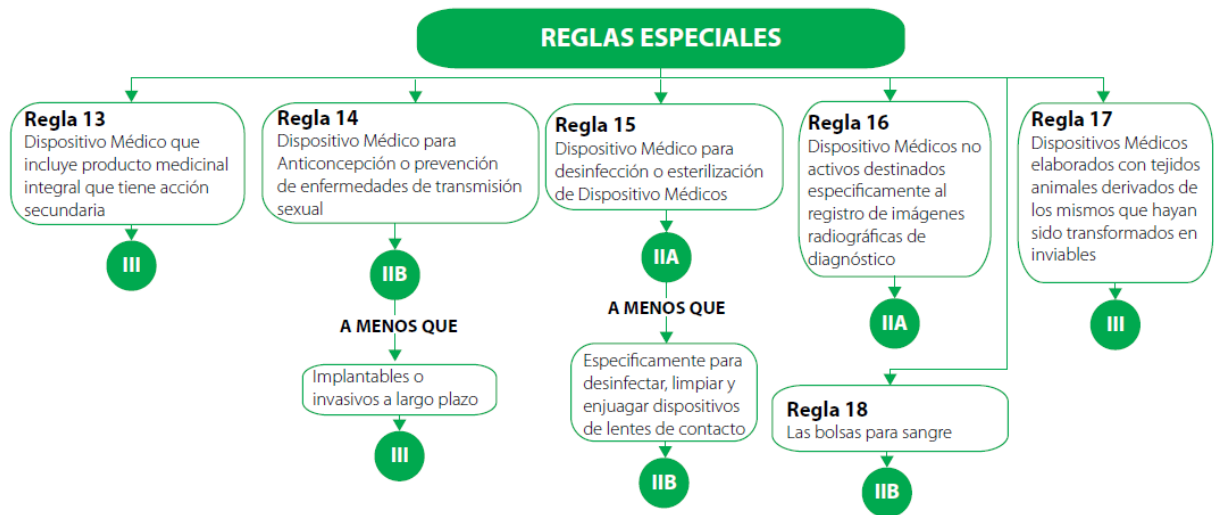 REGLAS ESPECIALES
Regla 13
Dispositivo Médico que
incluye producto medicinal
integral que tiene acción
secundaria
III
Regla 14
Dispositivo Médico para
Anticoncepción o prevención
de enfermedades de transmisión
sexual
IIB
A MENOS QUE
Implantables o
invasivos a largo plazo
III
Regla 15
Dispositivo Médico para
desinfección o esterilización
de Dispositivo Médicos
IIA
A MENOS QUE
Especificamente para
desinfectar, limpiar y
enjuagar dispositivos
de lentes de contacto
IIB
Regla 16
Dispositivo Médicos no
activos destinados
especificamente al
registro de imágenes
radiográficas de
diagnóstico
IIA
Regla 17
Dispositivos Médicos
elaborados con tejidos
animales derivados de
los mismos que hayan
sido transformados en
inviables
III
Regla 18
Las bolsas para sangre
IIB